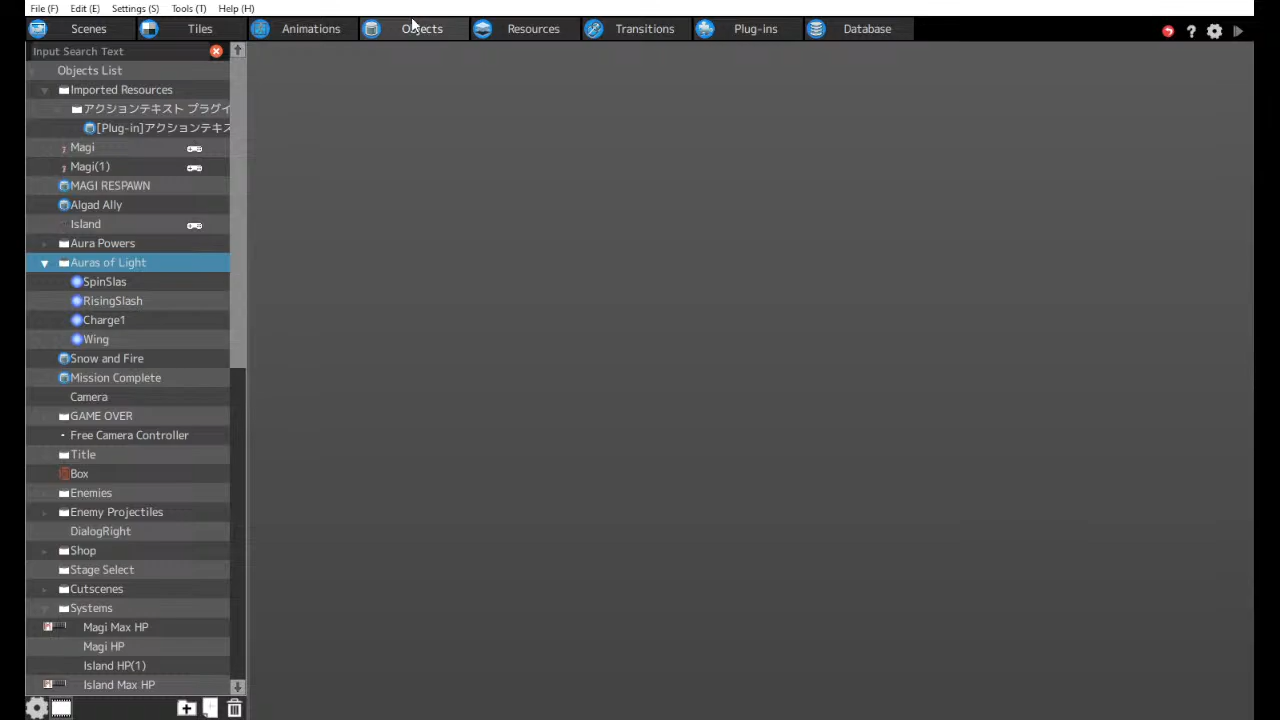 File (F) Edit (E) Settings (S) Tools (T) Help (H)
Scenes Tiles Animations Objects Resources Transitions Plug-ins Database
Input Search Text
Objects List
Imported Resources
アクションテキスト プラグイ
[Plug-in]アクションテキス
Magi
Magi(1)
MAGI RESPAWN
Algad Ally
Island
Aura Powers
Auras of Light
SpinSlas
RisingSlash
Charge1
Wing
Snow and Fire
Mission Complete
Camera
GAME OVER
Free Camera Controller
Title
Box
Enemies
Enemy Projectiles
DialogRight
Shop
Stage Select
Cutscenes
Systems
Magi Max HP
Magi HP
Island HP(1)
Island Max HP